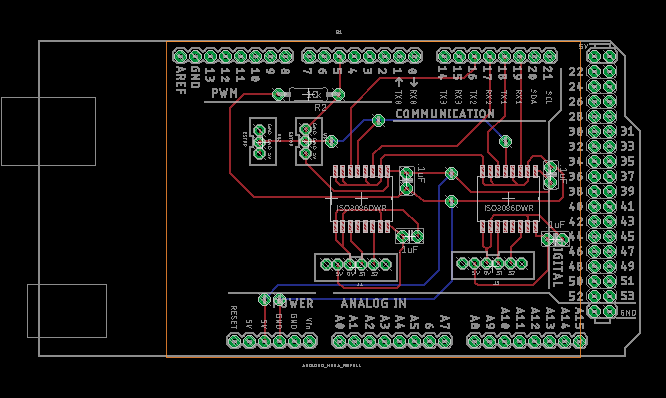 5V
AREF
GND
13
12
11
10
9
8
7
6
5
4
3
2
1
0
TX0
RX0
14
15
16
17
18
19
20
21
TX3
RX3
TX2
RX2
TX1
RX1
SDA
SCL
PWM
COMMUNICATION
22
24
26
28
30 31
32 33
34 35
36 37
38 39
40 41
42 43
44 45
46 47
48 49
50 51
52 53
GND
.1uF
.1uF
ISO3086DWR
ISO3086DWR
.1uF
.1uF
DIGITAL
POWER
ANALOG IN
RESET
5V
5V
GND
GND
Vin
A0
A1
A2
A3
A4
A5
6
A7
A8
A9
A10
A11
A12
A13
A14
A15